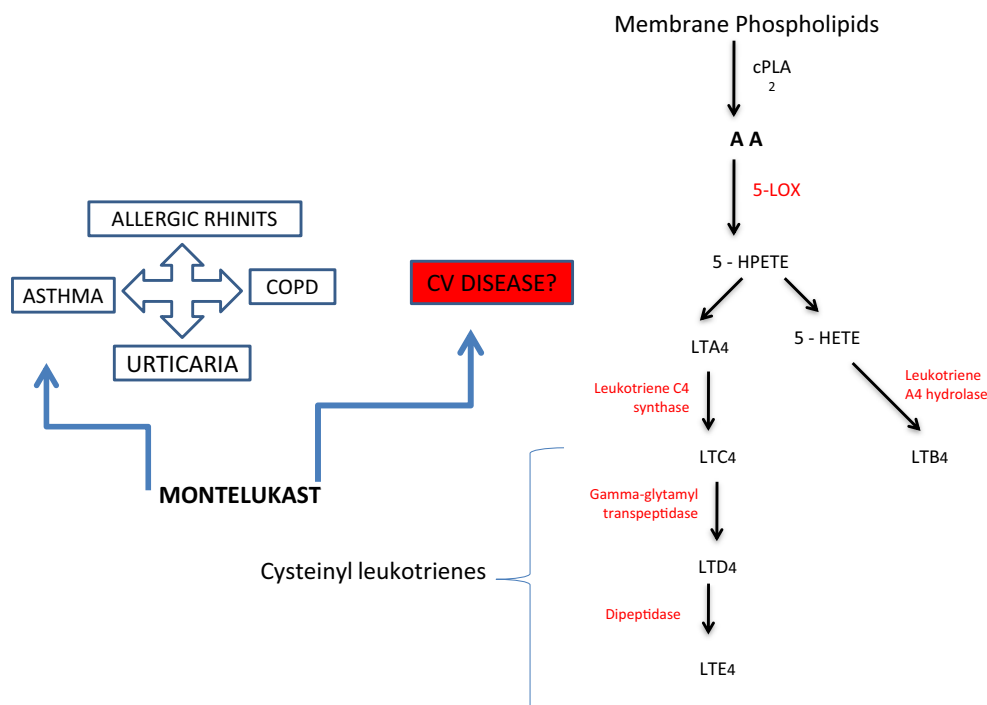 Membrane Phospholipids
cPLA
2
A A
5-LOX
ALLERGIC RHINITS
ASTHMA
COPD
URTICARIA
CV DISEASE?
MONTELUKAST
5 - HPETE
LTA4
5 - HETE
Leukotriene C4
synthase
Leukotriene
A4 hydrolase
LTC4
LTB4
Gamma-glytamyl
transpeptidase
Cysteinyl leukotrienes
LTD4
Dipeptidase
LTE4